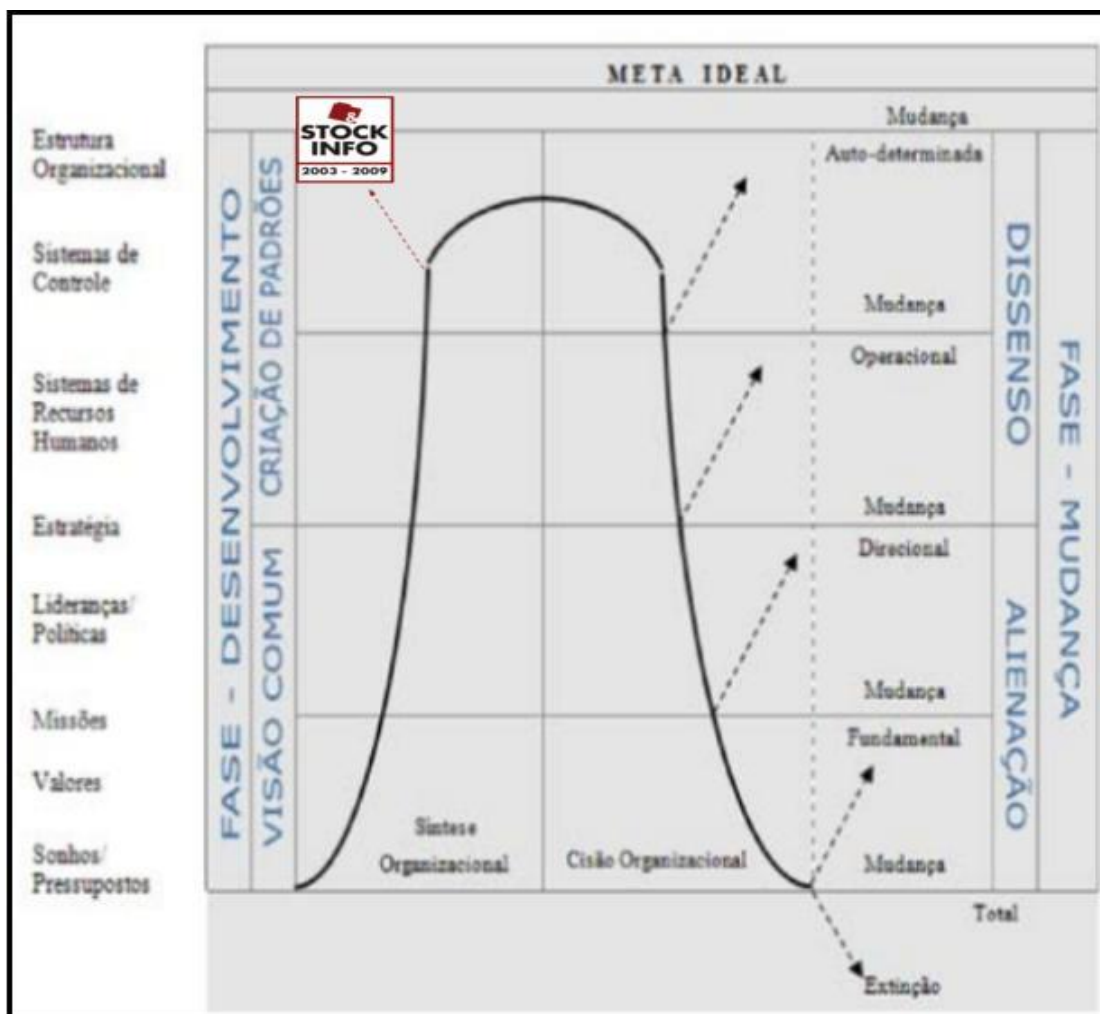 META IDEAL
&
STOCK
INFO
2003 - 2009
Mudança
Auto-determinada
Mudança
Operacional
Mudança
Direcional
Mudança
Fundamental
Mudança
Total
Extinção
Estrutura
Organizacional
Sistemas de
Controle
Sistemas de
Recursos
Humanos
Estratégia
Lideranças/
Políticas
Missões
Valores
Sonhos/
Pressupostos
FASE - DESENVOLVIMENTO
CRIAÇÃO DE PADRÕES
VISÃO COMUM
Síntese
Organizacional
Cisão Organizacional
DISSENSO
ALIENAÇÃO
FASE - MUDANÇA